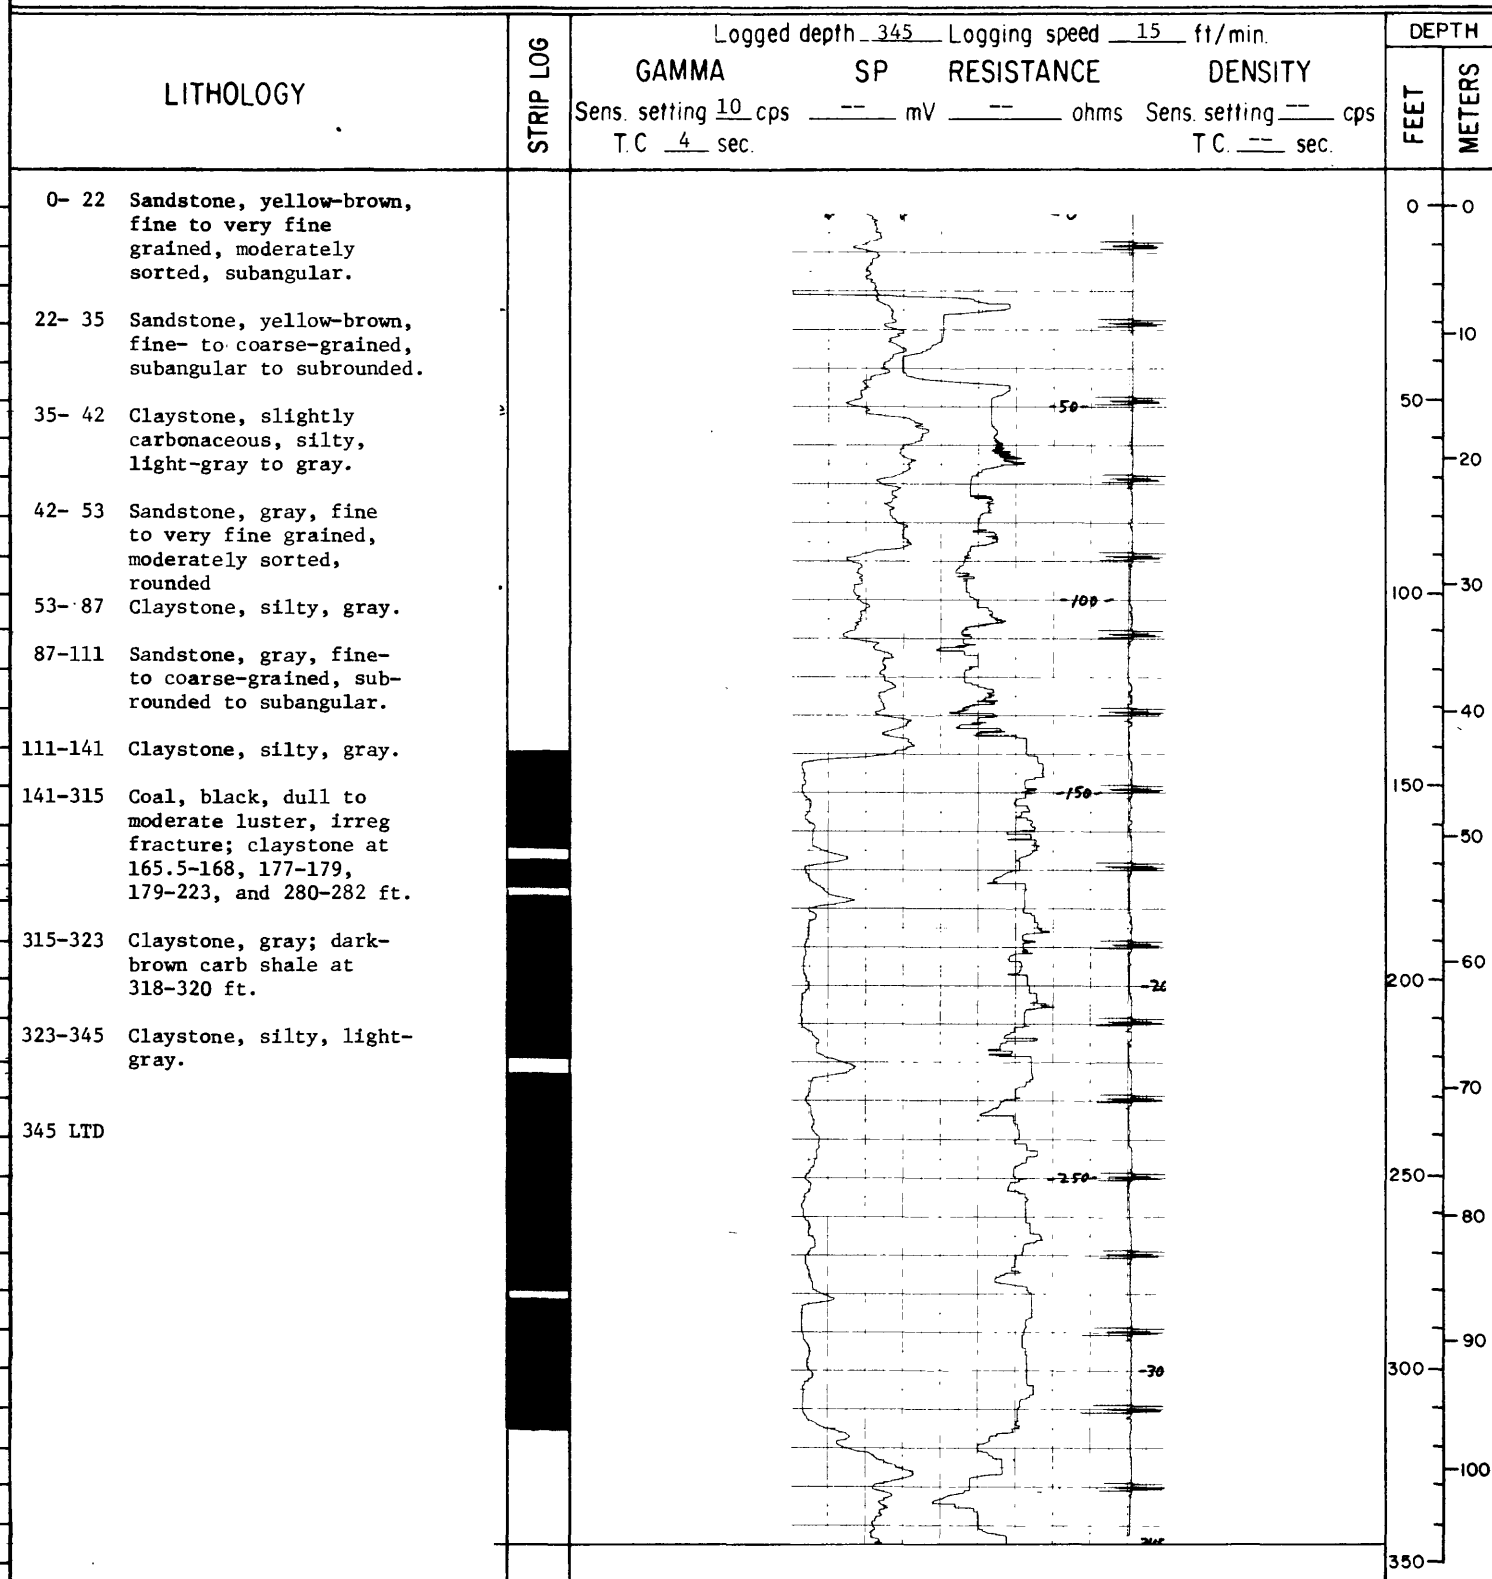 Logged depth 345 Logging speed 15 ft/min.
LITHOLOGY
STRIP LOG
GAMMA SP RESISTANCE DENSITY
Sens. setting 10 cps -- mV -- ohms Sens. setting -- cps
T.C 4 sec. T C. -- sec.
DEPTH
FEET
METERS
0- 22 Sandstone, yellow-brown,
fine to very fine
grained, moderately
sorted, subangular.
22- 35 Sandstone, yellow-brown,
fine- to coarse-grained,
subangular to subrounded.
35- 42 Claystone, slightly
carbonaceous, silty,
light-gray to gray.
42- 53 Sandstone, gray, fine
to very fine grained,
moderately sorted,
rounded
53- 87 Claystone, silty, gray.
87-111 Sandstone, gray, fine-
to coarse-grained, sub-
rounded to subangular.
111-141 Claystone, silty, gray.
141-315 Coal, black, dull to
moderate luster, irreg
fracture; claystone at
165.5-168, 177-179,
179-223, and 280-282 ft.
315-323 Claystone, gray; dark-
brown carb shale at
318-320 ft.
323-345 Claystone, silty, light-
gray.
345 LTD
-50-
-100-
-150-
-20
-250-
-30
0
50
100
150
200
250
300
350
0
10
20
30
40
50
60
70
80
90
100